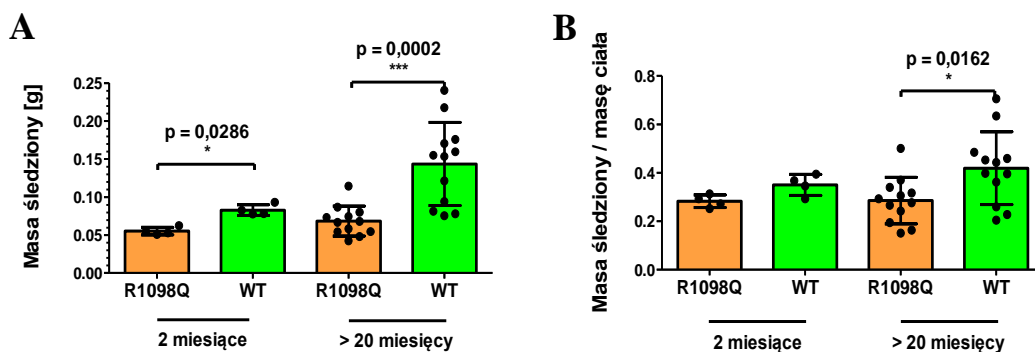 A
p = 0,0002
***
p = 0,0286
*
Masa śledziony [g]
0.25
0.20
0.15
0.10
0.05
0.00
R1098Q WT R1098Q WT
2 miesiące > 20 miesięcy
B
p = 0,0162
*
Masa śledziony / masę ciała
0.8
0.6
0.4
0.2
0.0
R1098Q WT R1098Q WT
2 miesiące > 20 miesięcy